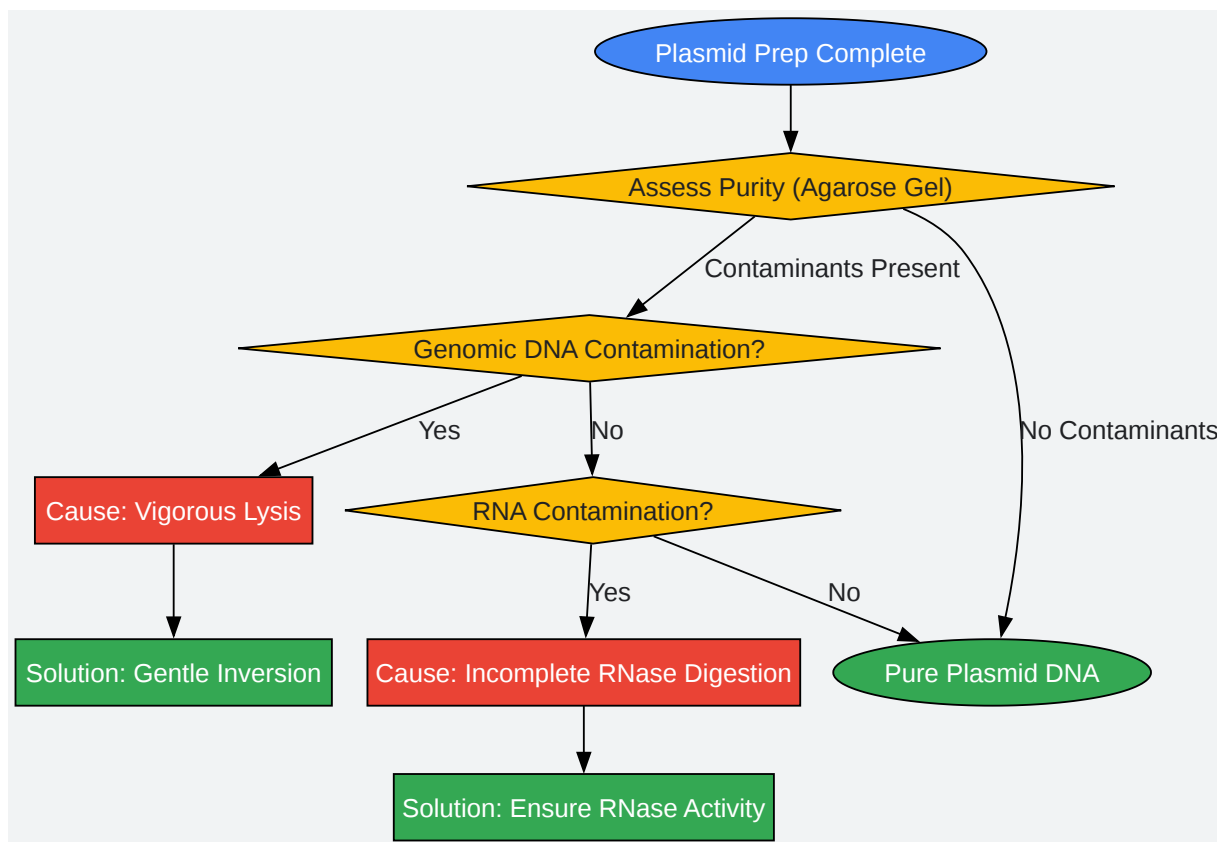 Plasmid Prep Complete
Assess Purity (Agarose Gel)
Contaminants Present
Genomic DNA Contamination?
Yes
No
No Contaminants
Cause: Vigorous Lysis
RNA Contamination?
Yes
No
Solution: Gentle Inversion
Cause: Incomplete RNase Digestion
Pure Plasmid DNA
Solution: Ensure RNase Activity